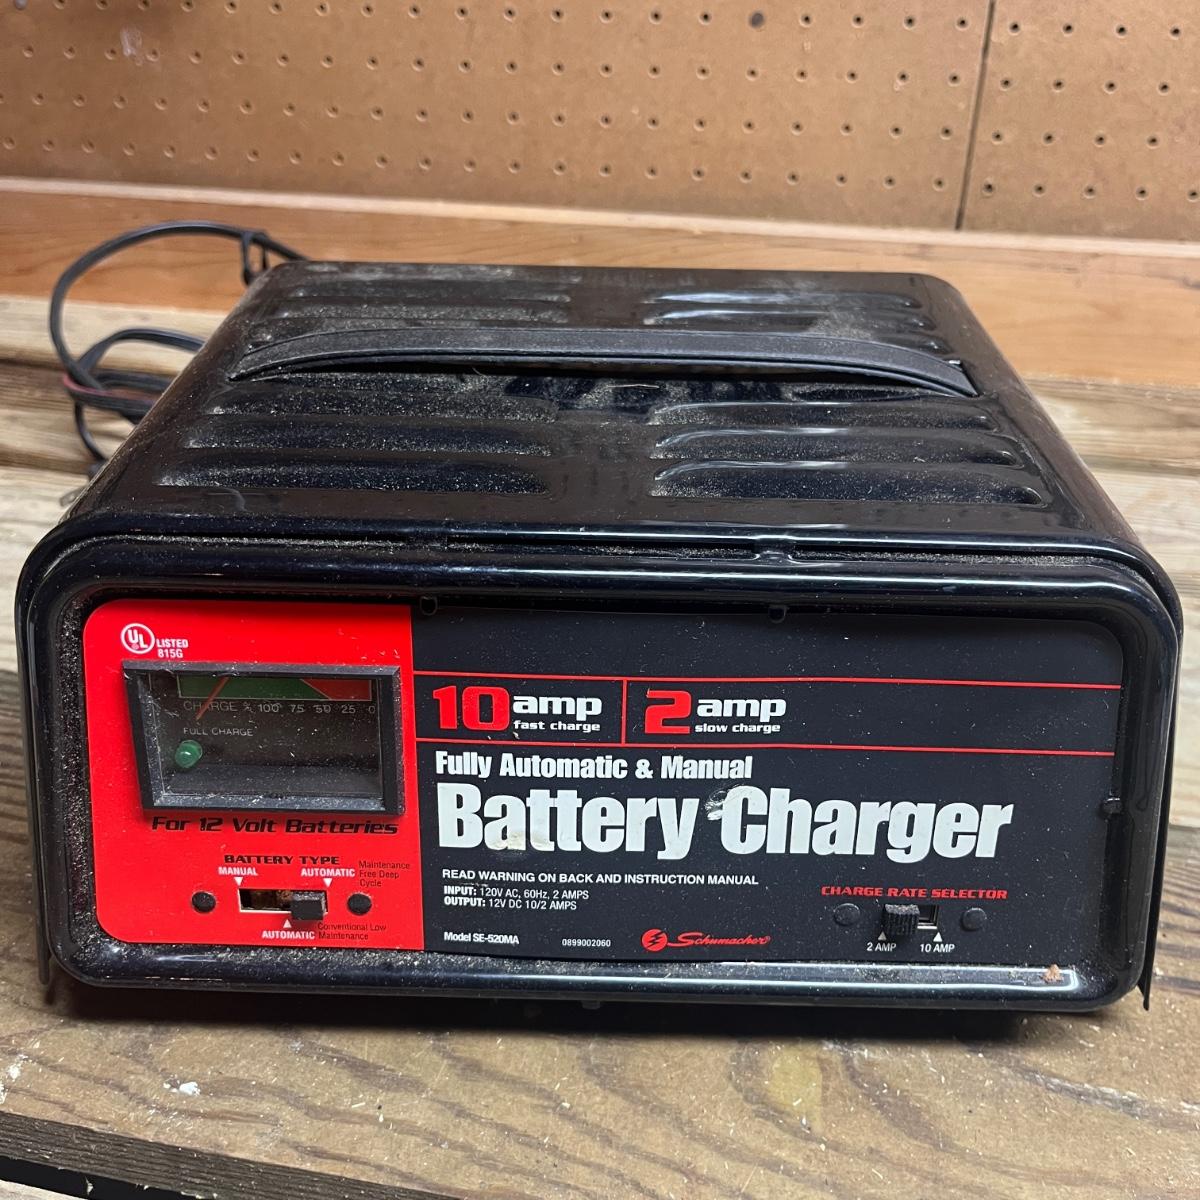 UL LISTED
815G
CHARGE % 100 75 50 25 0
FULL CHARGE
For 12 Volt Batteries
BATTERY TYPE
MANUAL
AUTOMATIC
Maintenance
Free Deep
Cycle
AUTOMATIC
Conventional Low
Maintenance
10 amp
fast charge
2 amp
slow charge
Fully Automatic & Manual
Battery Charger
READ WARNING ON BACK AND INSTRUCTION MANUAL
INPUT: 120V AC, 60Hz, 2 AMPS
OUTPUT: 12V DC 10/2 AMPS
Model SE-520MA
0899002060
Schumacher®
CHARGE RATE SELECTOR
2 AMP
10 AMP